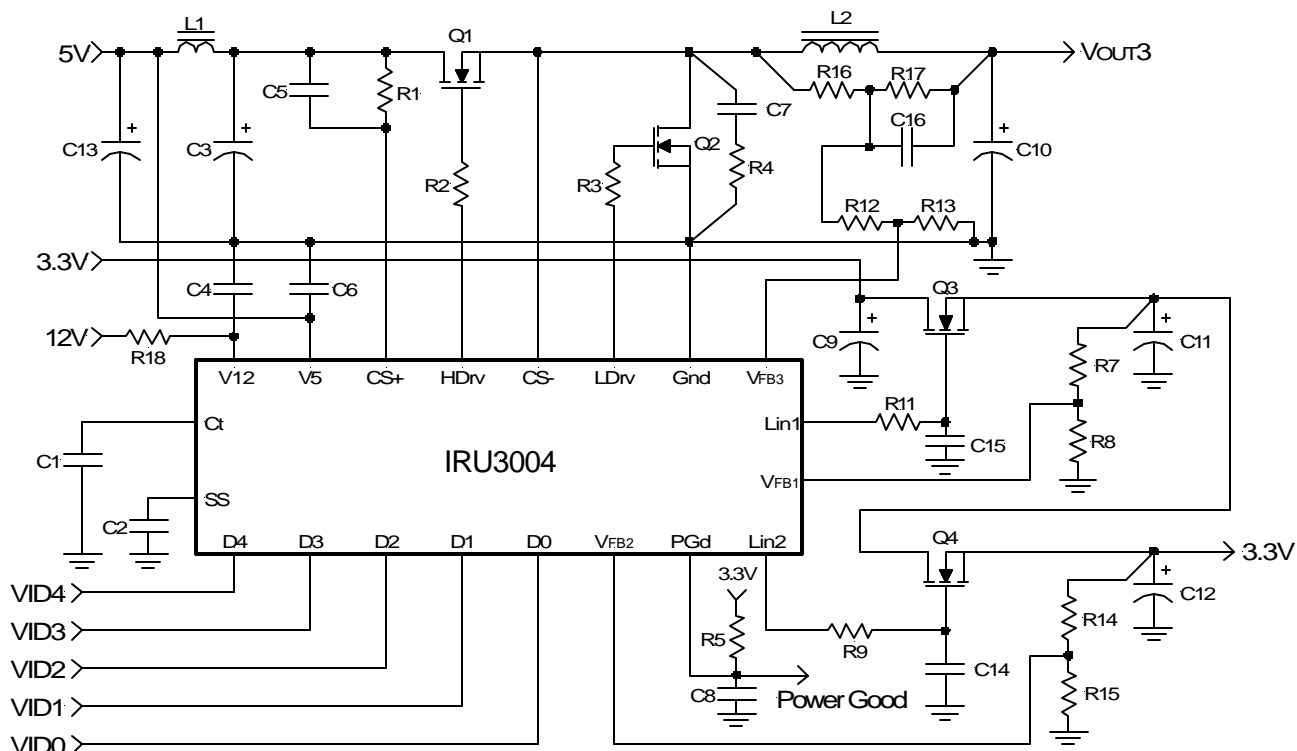 L1
Q1
L2
5V
VOUT3
R16
R17
C5
R1
C7
C16
C13
C3
Q2
C10
R2
R3
R4
R12
R13
3.3V
C4
C6
Q3
12V
R18
C9
C11
R7
V12
V5
CS+
HDrv
CS-
LDrv
Gnd
VFB3
Ct
Lin1
R11
C15
R8
C1
IRU3004
VFB1
SS
C2
D4
D3
D2
D1
D0
VFB2
PGd
Lin2
Q4
3.3V
3.3V
VID4
C12
VID3
R5
R9
R14
VID2
C14
C8
Power Good
R15
VID1
VID0